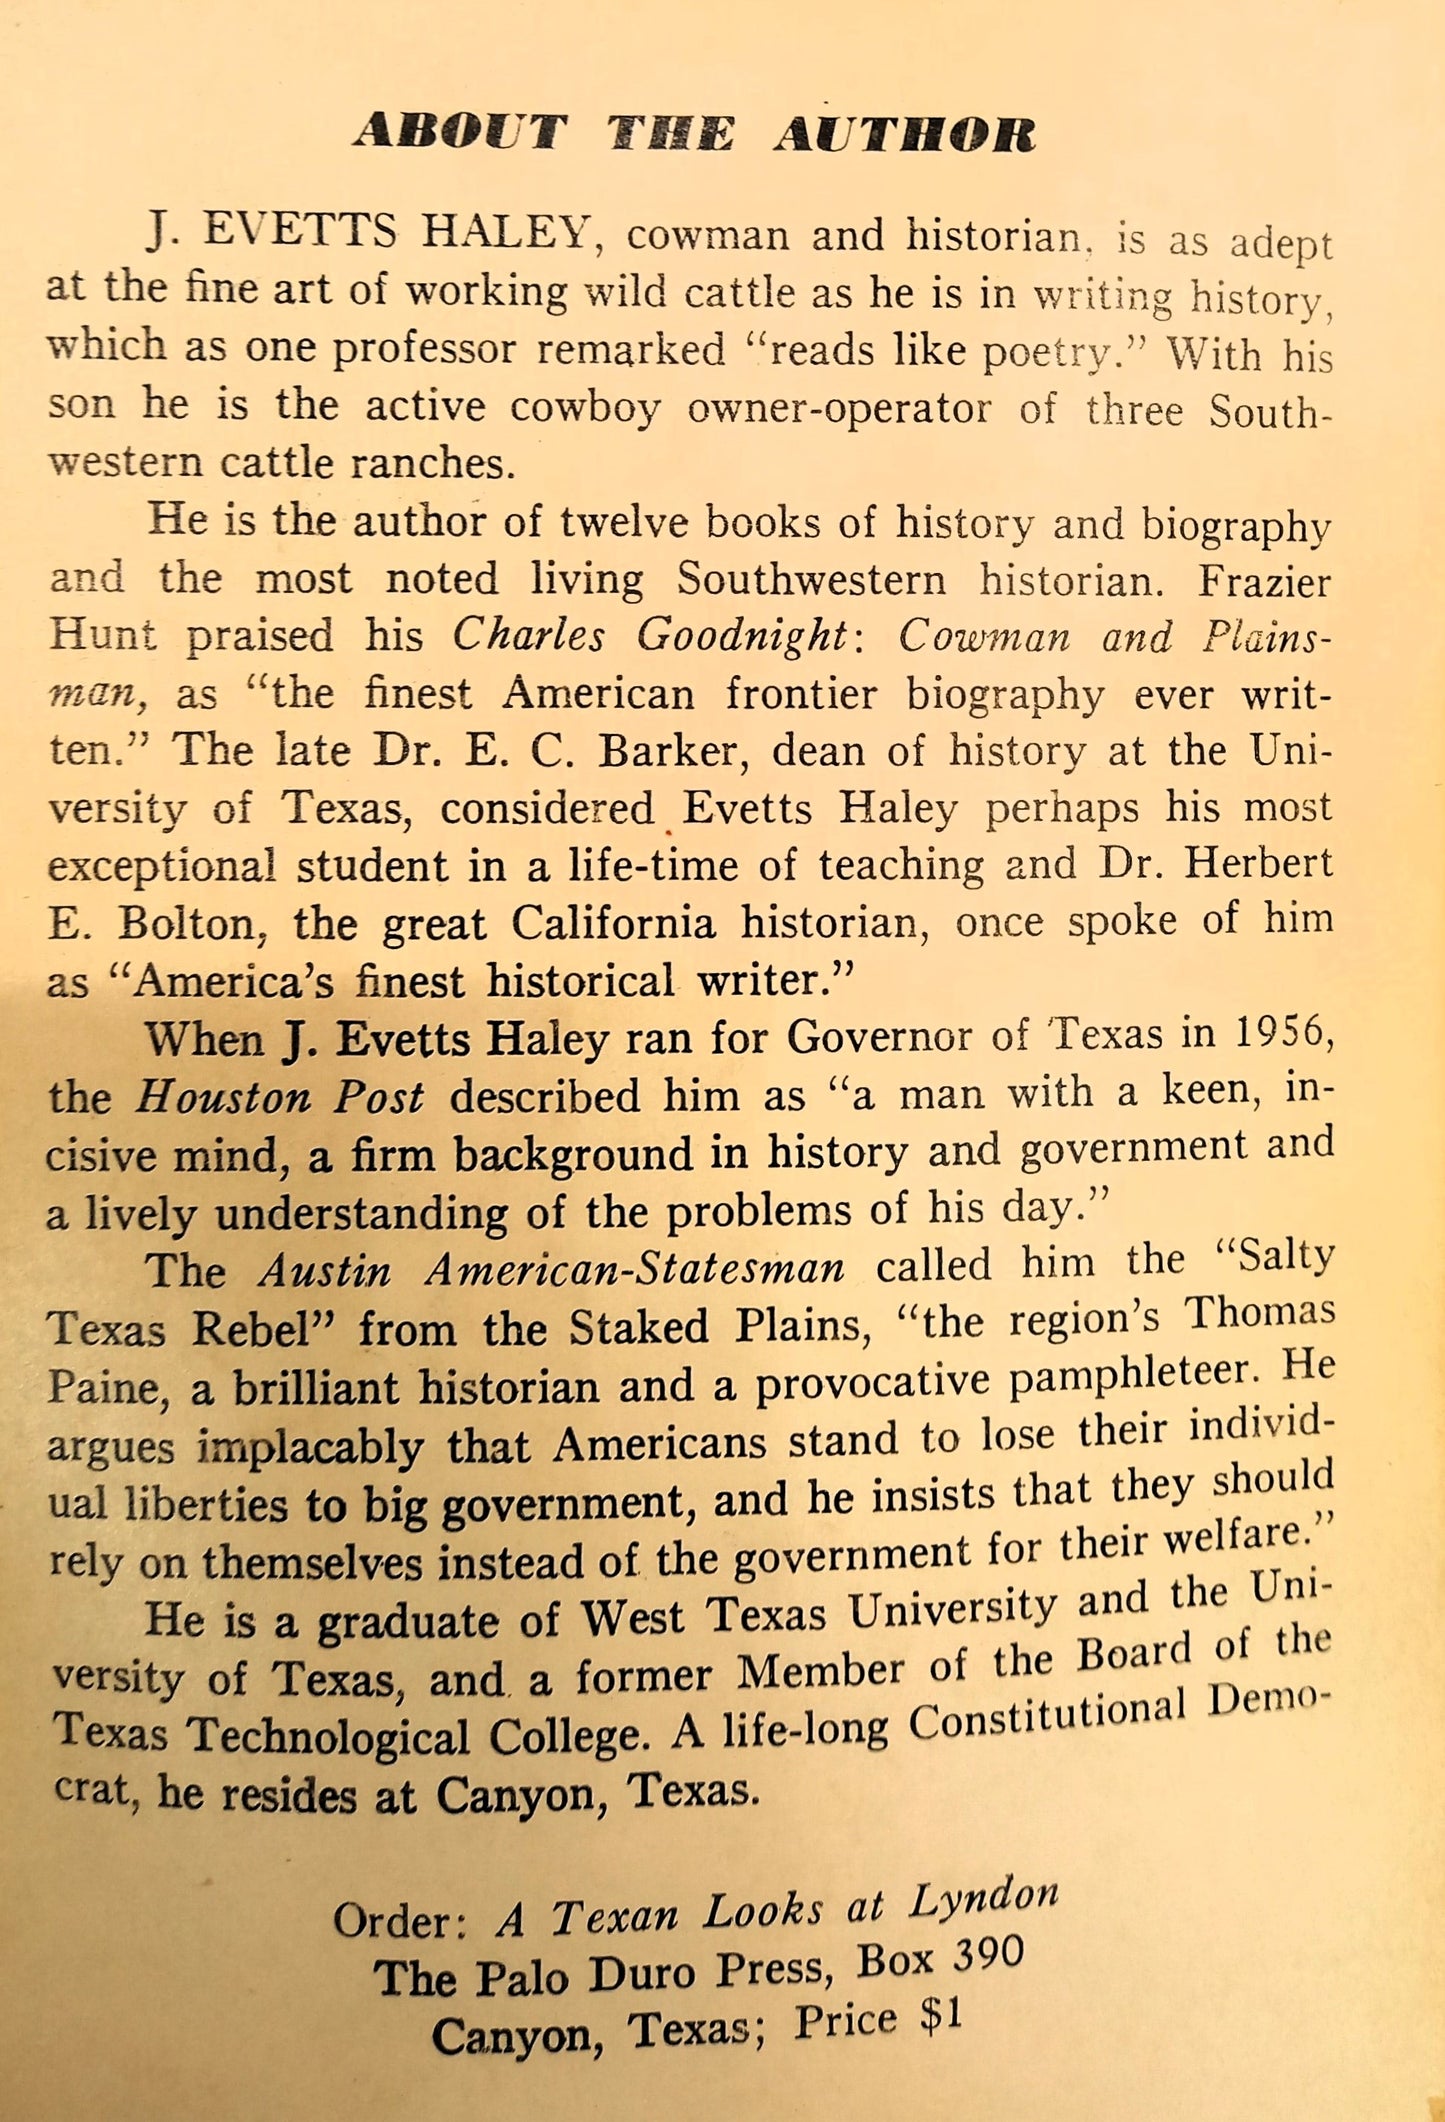 ABOUT THE AUTHOR
J. EVETTS HALEY, cowman and historian, is as adept
at the fine art of working wild cattle as he is in writing history,
which as one professor remarked “reads like poetry.” With his
son he is the active cowboy owner-operator of three South-
western cattle ranches.
He is the author of twelve books of history and biography
and the most noted living Southwestern historian. Frazier
Hunt praised his Charles Goodnight: Cowman and Plains-
man, as “the finest American frontier biography ever writ-
ten.” The late Dr. E. C. Barker, dean of history at the Uni-
versity of Texas, considered Evetts Haley perhaps his most
exceptional student in a life-time of teaching and Dr. Herbert
E. Bolton, the great California historian, once spoke of him
as “America’s finest historical writer.”
When J. Evetts Haley ran for Governor of Texas in 1956,
the Houston Post described him as “a man with a keen, in-
cisive mind, a firm background in history and government and
a lively understanding of the problems of his day.”
The Austin American-Statesman called him the “Salty
Texas Rebel” from the Staked Plains, “the region’s Thomas
Paine, a brilliant historian and a provocative pamphleteer. He
argues implacably that Americans stand to lose their individ-
ual liberties to big government, and he insists that they should
rely on themselves instead of the government for their welfare.”
He is a graduate of West Texas University and the Uni-
versity of Texas, and a former Member of the Board of the
Texas Technological College. A life-long Constitutional Demo-
crat, he resides at Canyon, Texas.
Order: A Texan Looks at Lyndon
The Palo Duro Press, Box 390
Canyon, Texas; Price $1